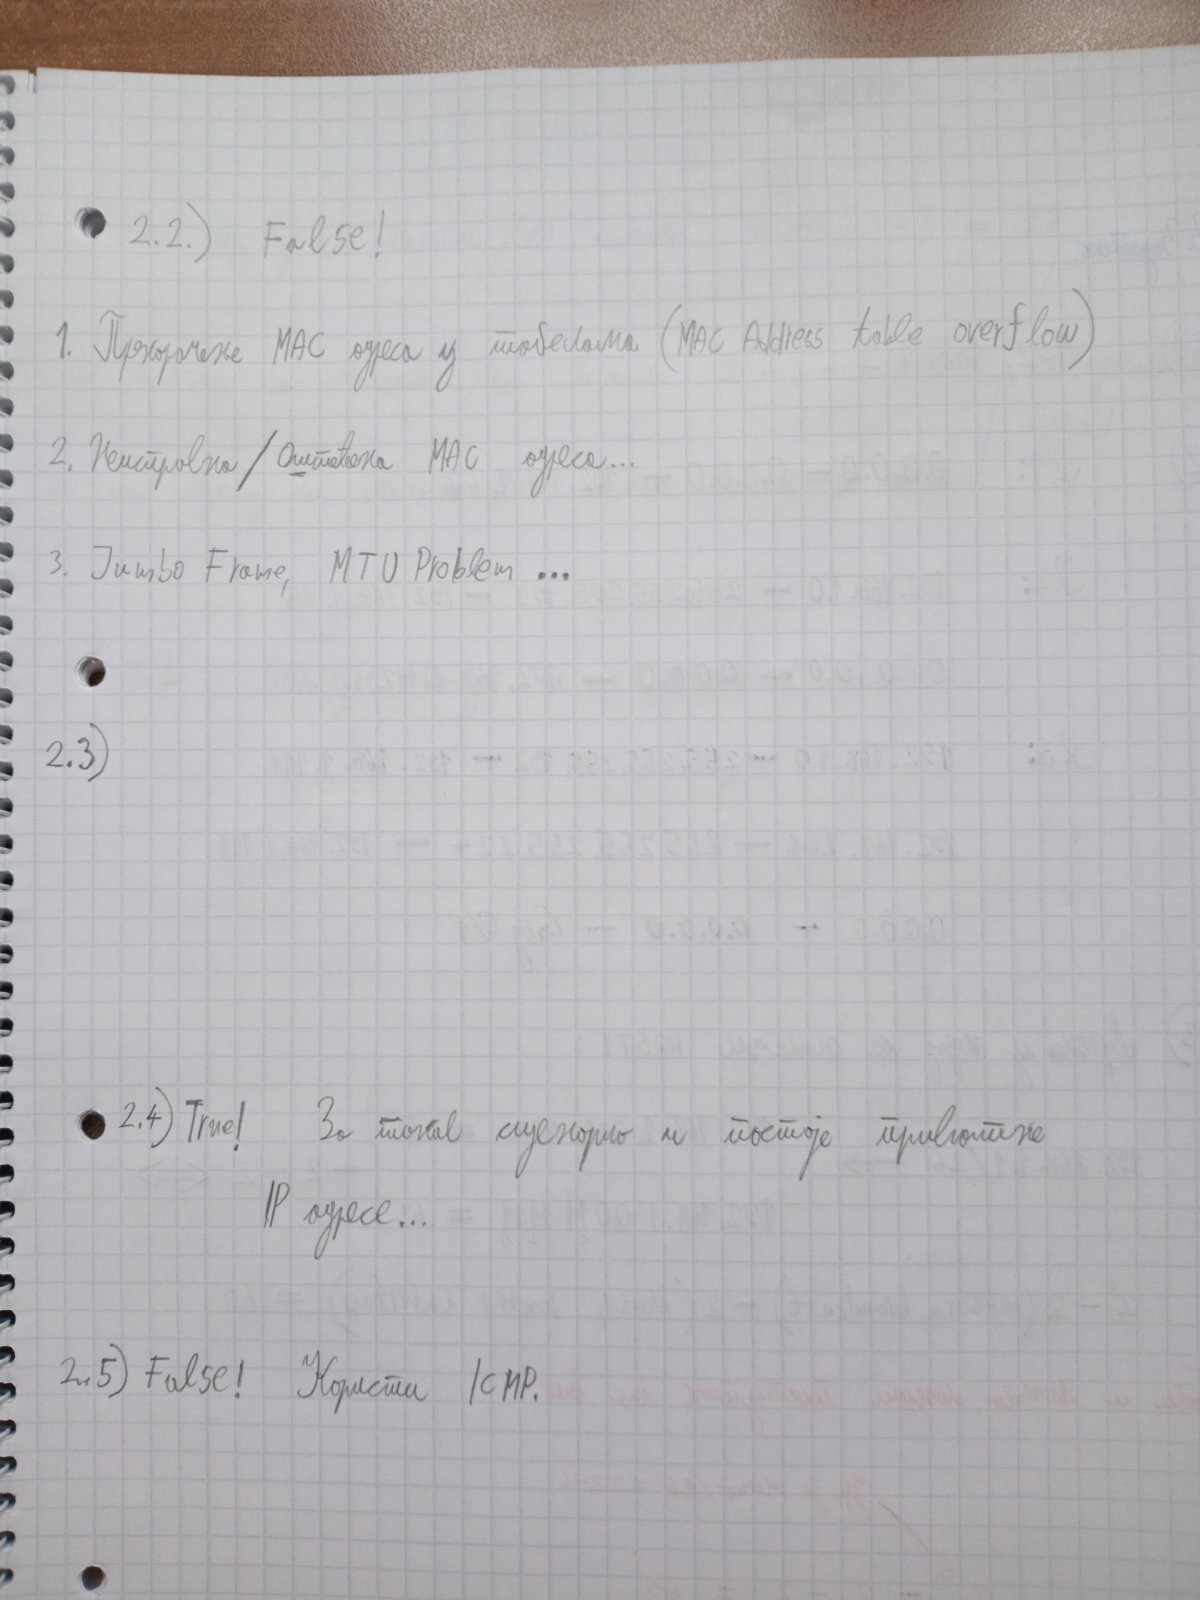 2.2.) False!
1. Прекорачење MAC адреса у табелама (MAC Address table overflow)
2. Неисправна / Оштећена MAC адреса...
3. Jumbo Frame, MTU Problem ...
2.3)
2.4) True! За такав сценарио и постоје приватне
IP адресе...
2.5) False! Користи ICMP.